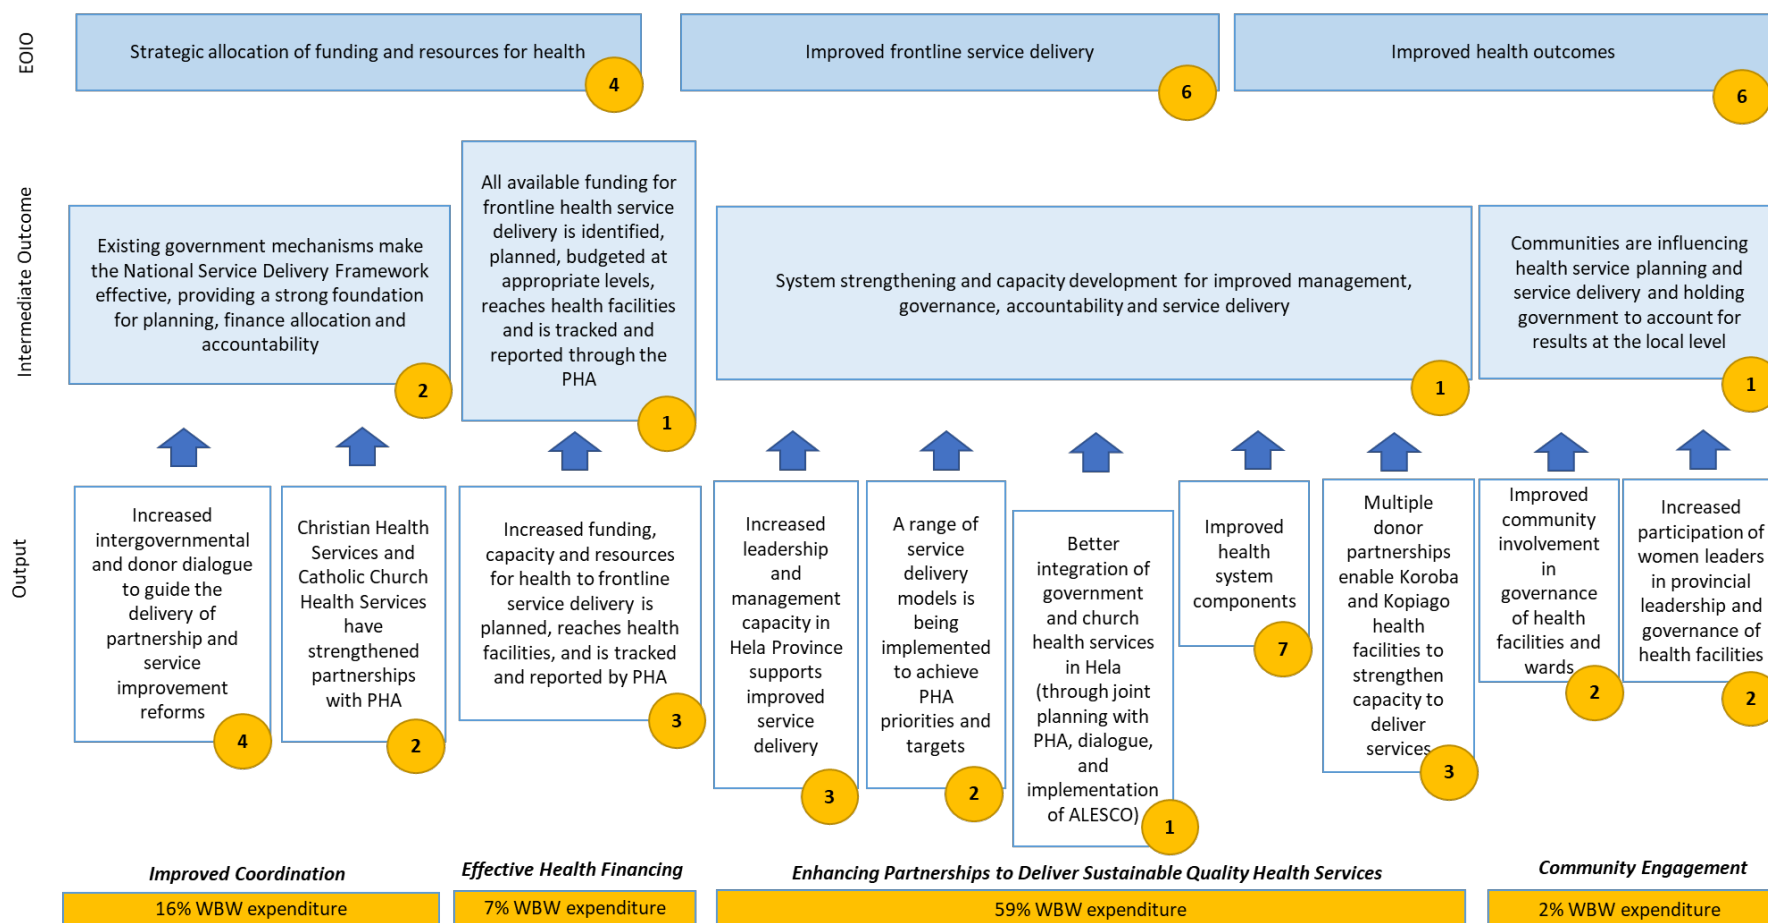 EOIO
Strategic allocation of funding and resources for health
4
Improved frontline service delivery
6
Improved health outcomes
6
Intermediate Outcome
Existing government mechanisms make
the National Service Delivery Framework
effective, providing a strong foundation
for planning, finance allocation and
accountability
2
All available funding for
frontline health service
delivery is identified,
planned, budgeted at
appropriate levels,
reaches health facilities
and is tracked and
reported through the
PHA
1
System strengthening and capacity development for improved management,
governance, accountability and service delivery
1
Communities are influencing
health service planning and
service delivery and holding
government to account for
results at the local level
1
Output
Increased
intergovernmental
and donor dialogue
to guide the
delivery of
partnership and
service
improvement
reforms
4
Christian Health
Services and
Catholic Church
Health Services
have
strengthened
partnerships
with PHA
2
Increased funding,
capacity and resources
for health to frontline
service delivery is
planned, reaches health
facilities, and is tracked
and reported by PHA
3
Increased
leadership
and
management
capacity in
Hela Province
supports
improved
service
delivery
3
A range of
service
delivery
models is
being
implemented
to achieve
PHA
priorities and
targets
2
Better
integration of
government
and church
health services
in Hela
(through joint
planning with
PHA, dialogue,
and
implementation
of ALESCO)
1
Improved
health
system
components
7
Multiple
donor
partnerships
enable Koroba
and Kopiago
health
facilities to
strengthen
capacity to
deliver
services
3
Improved
community
involvement
in
governance
of health
facilities and
wards
2
Increased
participation of
women leaders
in provincial
leadership and
governance of
health facilities
2
Improved Coordination
16% WBW expenditure
Effective Health Financing
7% WBW expenditure
Enhancing Partnerships to Deliver Sustainable Quality Health Services
59% WBW expenditure
Community Engagement
2% WBW expenditure